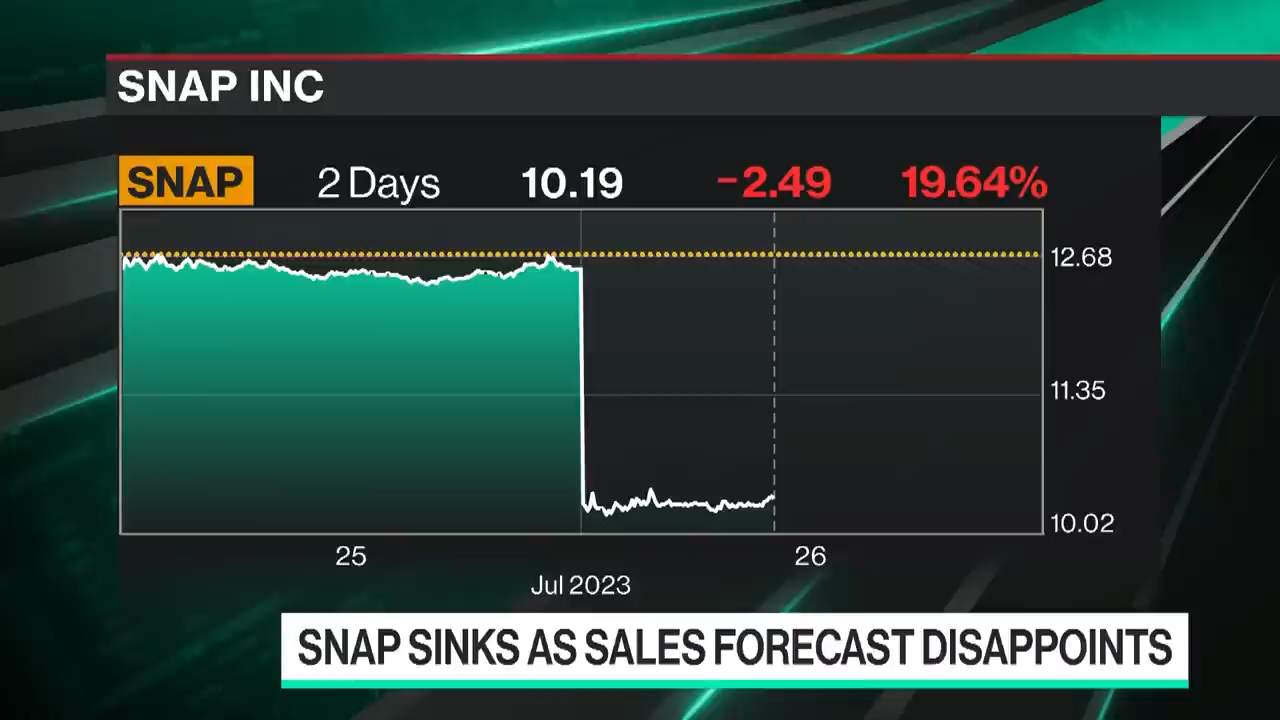 SNAP INC
SNAP 2 Days 10.19 -2.49 19.64%
12.68
11.35
10.02
25 26
Jul 2023
SNAP SINKS AS SALES FORECAST DISAPPOINTS